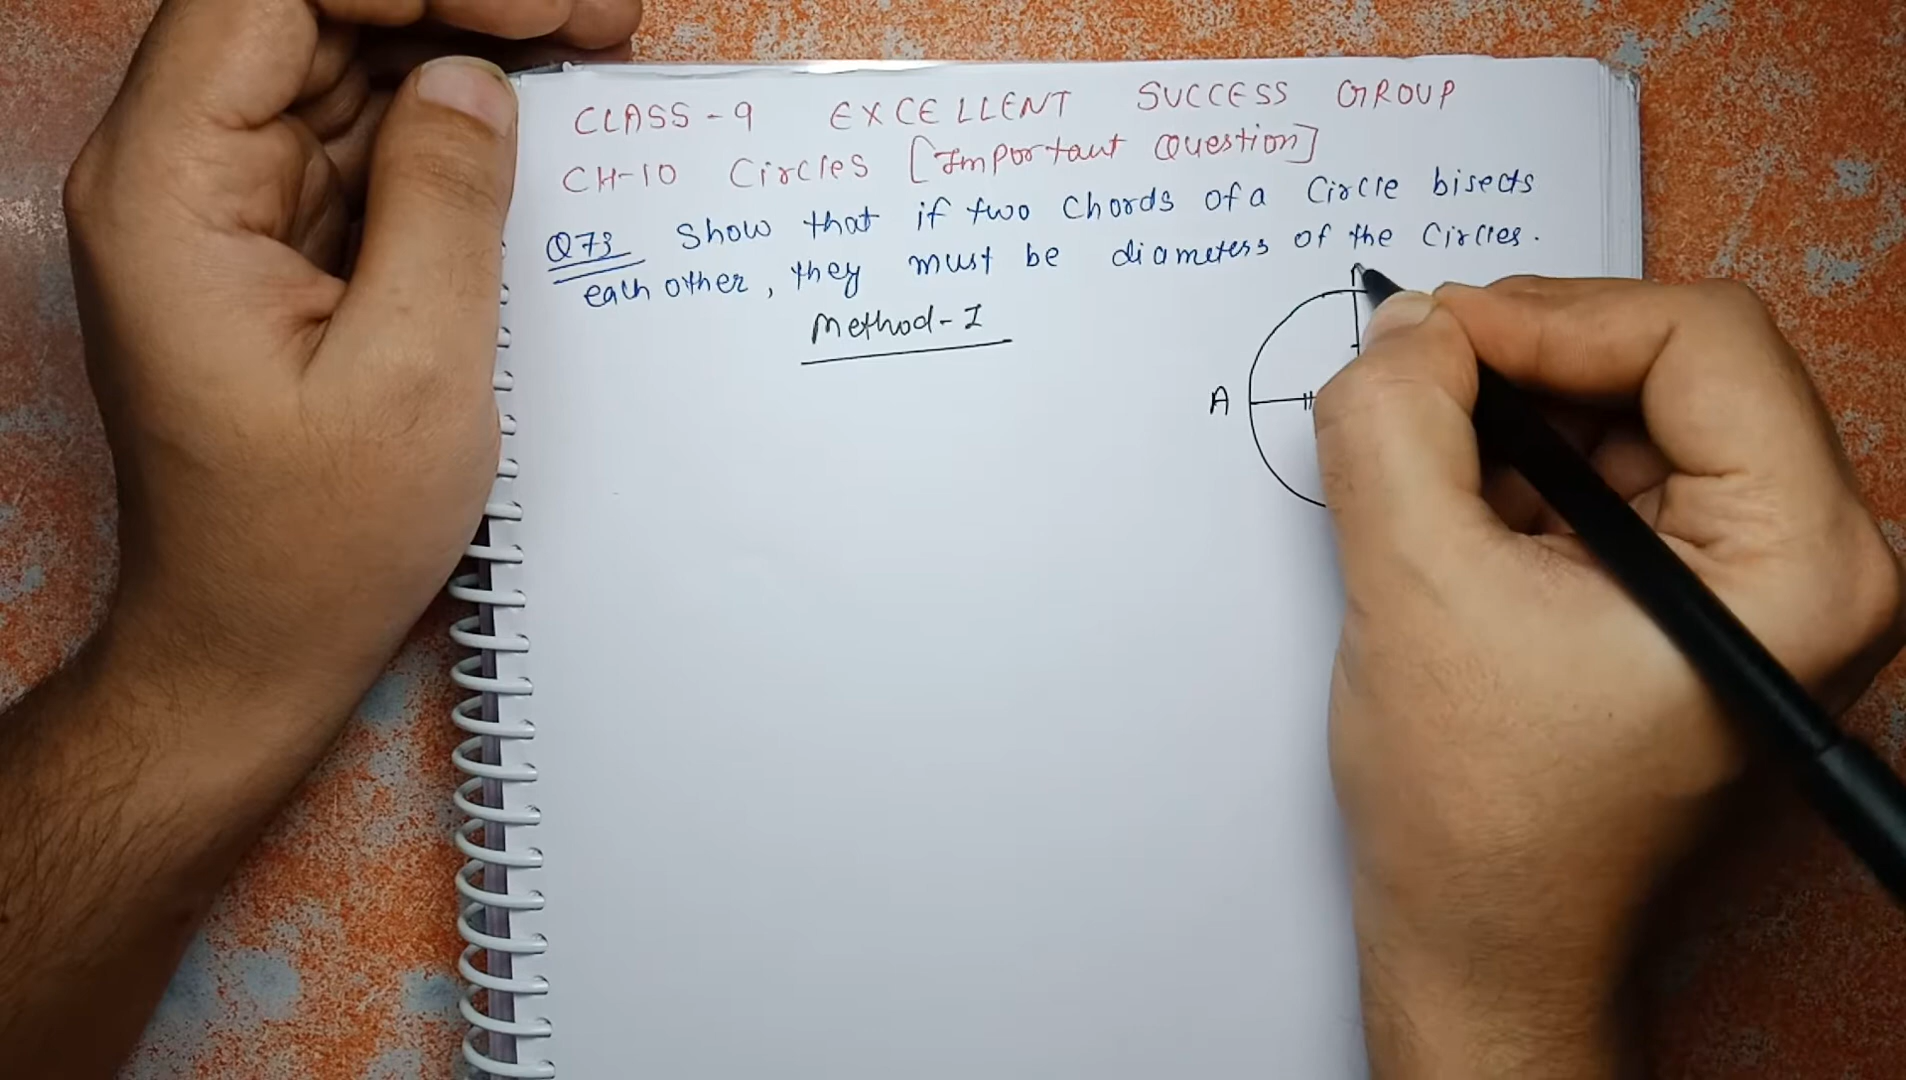 CLASS-9 EXCELLENT SUCCESS GROUP
CH-10 Circles [Important Question]
Q73 Show that if two Chords of a Circle bisects
each other, they must be diameters of the Circles.
Method-I
A